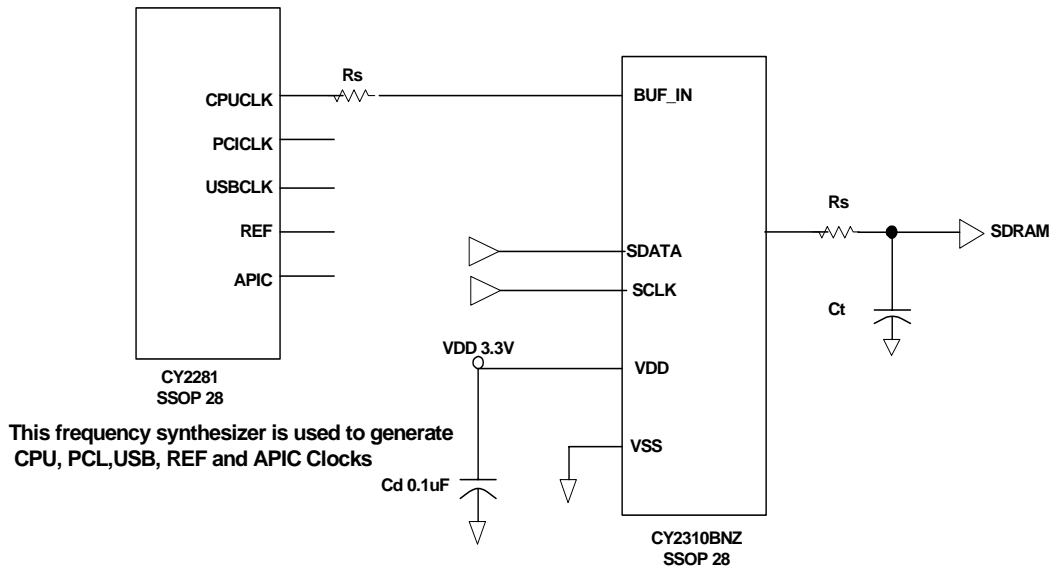 CPUCLK
Rs
BUF_IN
PCICLK
USBCLK
REF
Rs
SDRAM
SDATA
APIC
SCLK
Ct
VDD 3.3V
VDD
CY2281
SSOP 28
This frequency synthesizer is used to generate
CPU, PCL,USB, REF and APIC Clocks
VSS
Cd 0.1uF
CY2310BNZ
SSOP 28